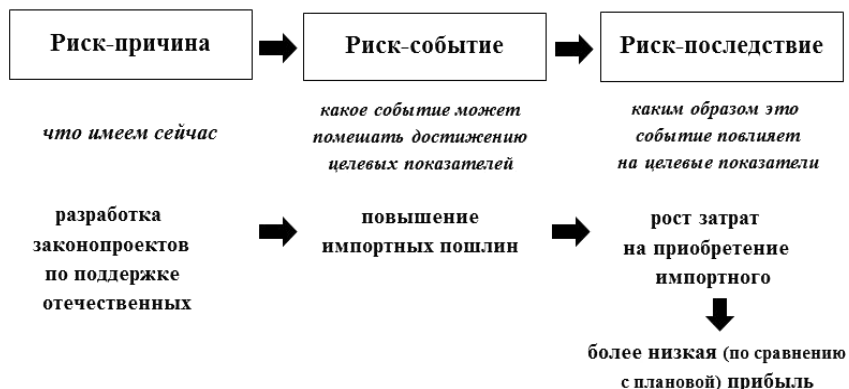 Риск-причина
Риск-событие
Риск-последствие
что имеем сейчас
какое событие может
помешать достижению
целевых показателей
каким образом это
событие повлияет
на целевые показатели
разработка
законопроектов
по поддержке
отечественных
повышение
импортных пошлин
рост затрат
на приобретение
импортного
более низкая (по сравнению
с плановой) прибыль